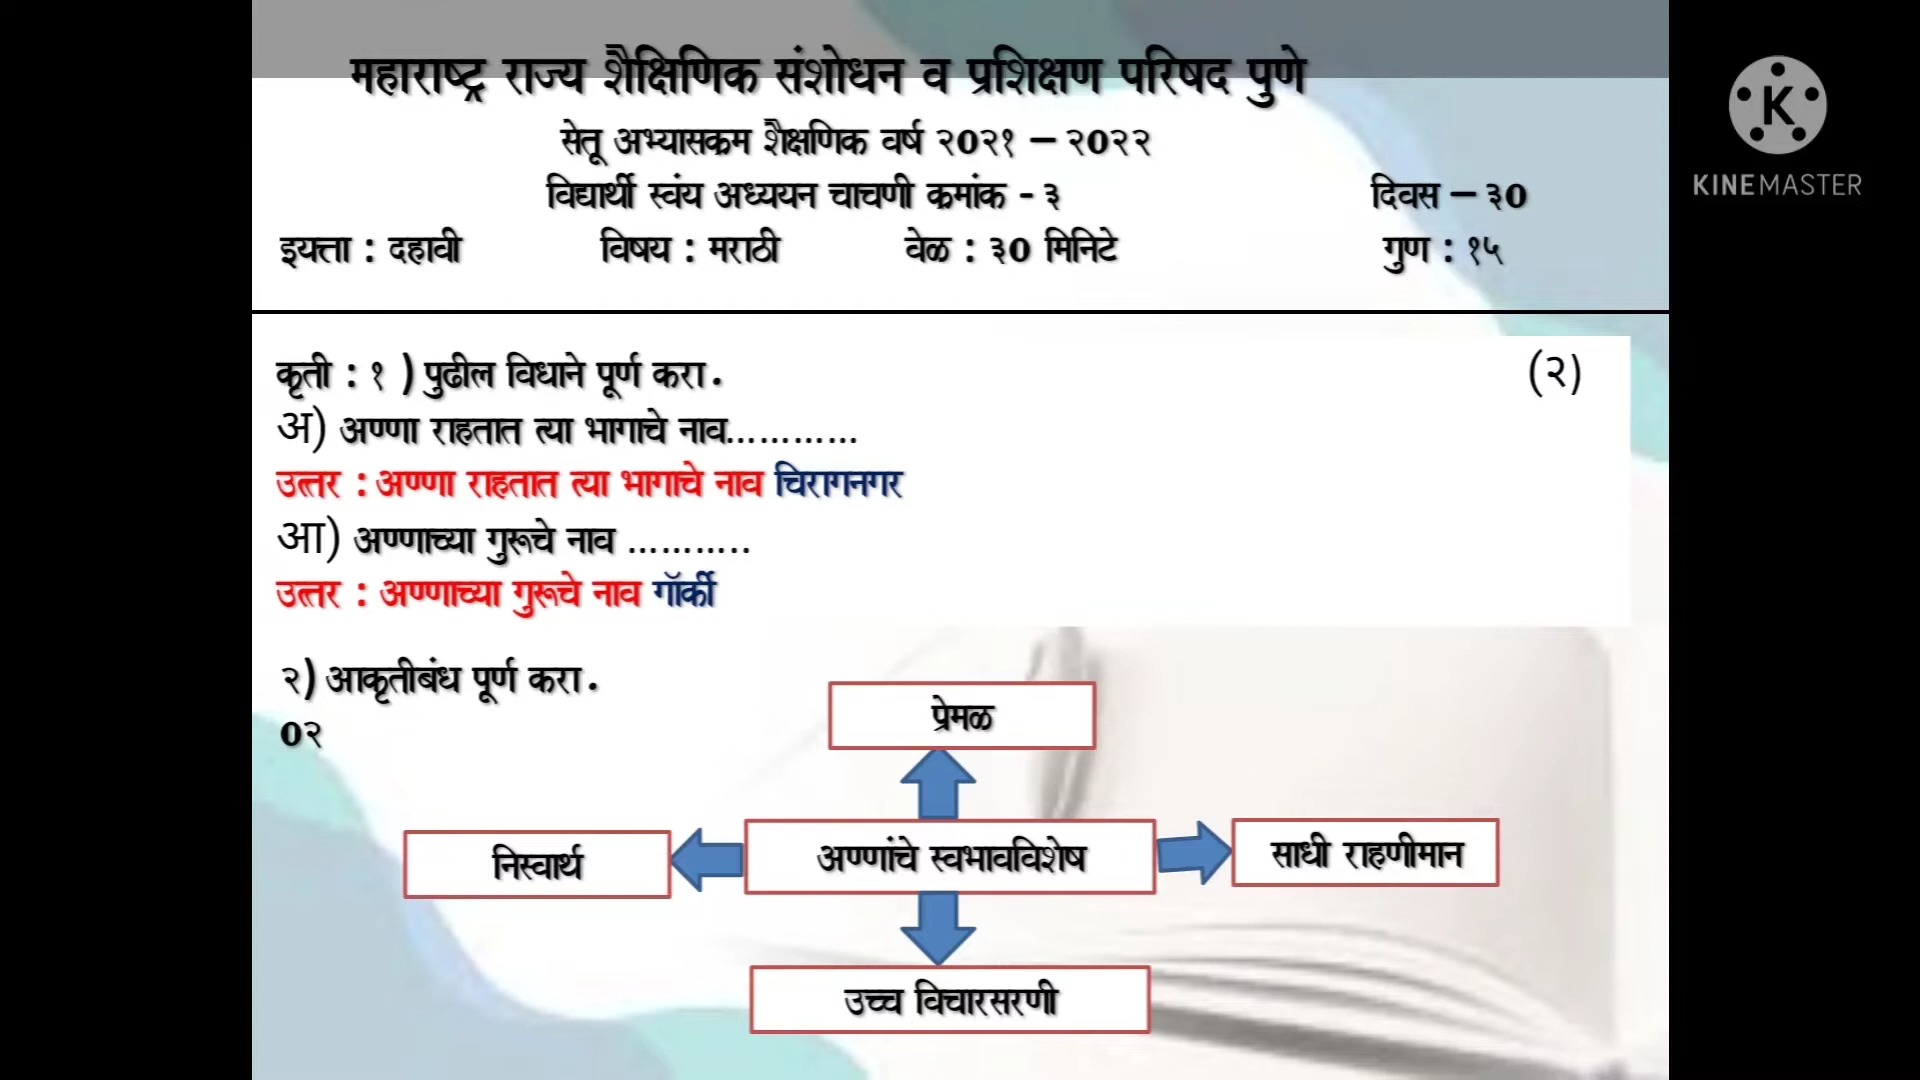 महाराष्ट्र राज्य शैक्षिणिक संशोधन व प्रशिक्षण परिषद पुणे
सेतू अभ्यासक्रम शैक्षणिक वर्ष २०२१ – २०२२
विद्यार्थी स्वंय अध्ययन चाचणी क्रमांक - ३ दिवस – ३०
इयत्ता : दहावी विषय : मराठी वेळ : ३० मिनिटे गुण : १५
कृती : १ ) पुढील विधाने पूर्ण करा. (२)
अ) अण्णा राहतात त्या भागाचे नाव............
उत्तर : अण्णा राहतात त्या भागाचे नाव चिरागनगर
आ) अण्णाच्या गुरूचे नाव ...........
उत्तर : अण्णाच्या गुरूचे नाव गॉर्की
२) आकृतीबंध पूर्ण करा.
०२
प्रेमळ
निस्वार्थ
अण्णांचे स्वभावविशेष
साधी राहणीमान
उच्च विचारसरणी
KINEMASTER